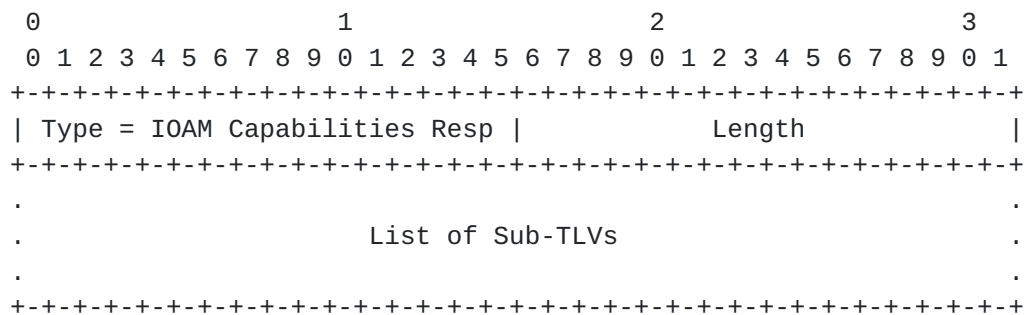 0                   1                   2                   3
 0 1 2 3 4 5 6 7 8 9 0 1 2 3 4 5 6 7 8 9 0 1 2 3 4 5 6 7 8 9 0 1
+-+-+-+-+-+-+-+-+-+-+-+-+-+-+-+-+-+-+-+-+-+-+-+-+-+-+-+-+-+-+-+-+
| Type = IOAM Capabilities Resp |            Length             |
+-+-+-+-+-+-+-+-+-+-+-+-+-+-+-+-+-+-+-+-+-+-+-+-+-+-+-+-+-+-+-+-+
.                                                               .
.                      List of Sub-TLVs                         .
.                                                               .
+-+-+-+-+-+-+-+-+-+-+-+-+-+-+-+-+-+-+-+-+-+-+-+-+-+-+-+-+-+-+-+-+